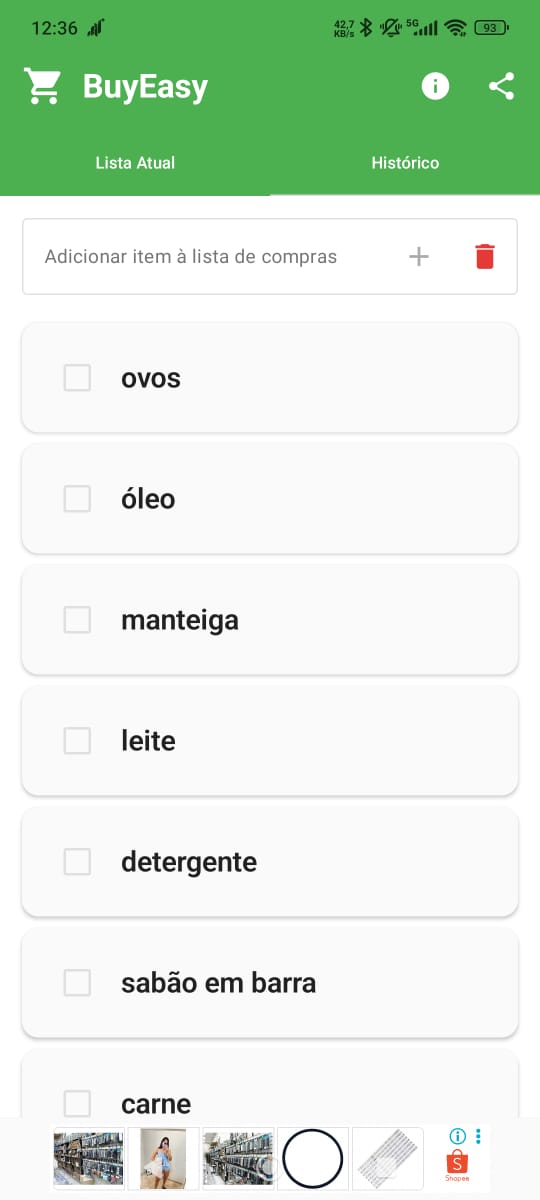 12:36
42,7
KB/s
5G
93
BuyEasy
Lista Atual
Histórico
Adicionar item à lista de compras
ovos
óleo
manteiga
leite
detergente
sabão em barra
carne
Shopee